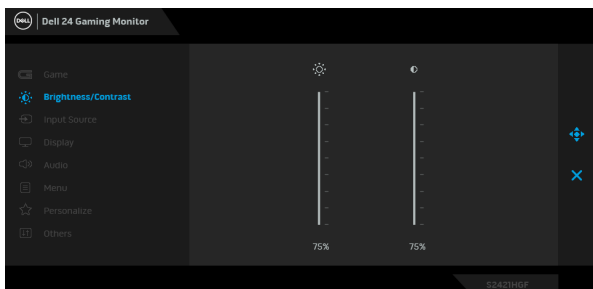 DELL
Dell 24 Gaming Monitor
Game
Brightness/Contrast
Input Source
Display
Audio
Menu
Personalize
Others
75%
75%
S2421HGF